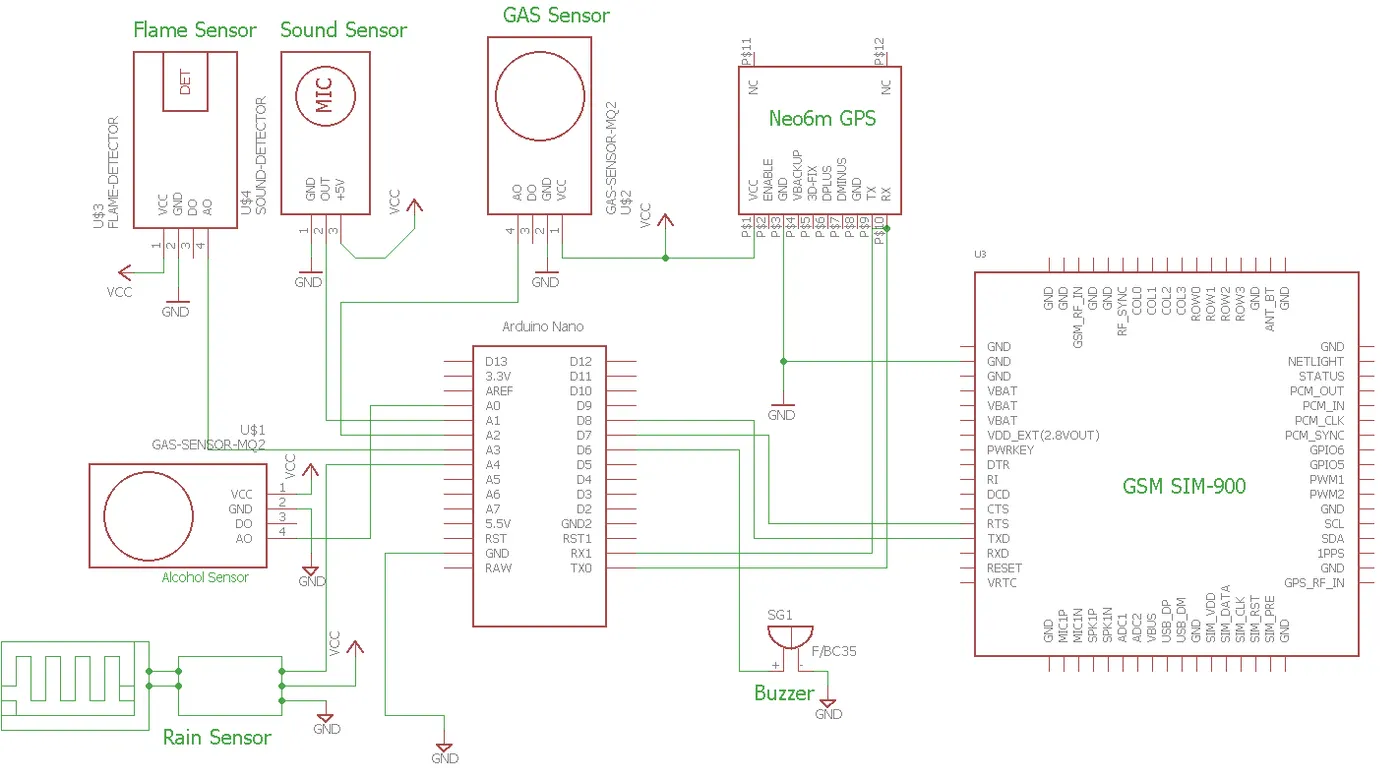 Flame Sensor
DET
VCC
GND
DO
AO
1
2
3
4
U$3
FLAME-DETECTOR
VCC
GND
Sound Sensor
MIC
GND
OUT
+5V
1
2
3
U$4
SOUND-DETECTOR
VCC
GND
GAS Sensor
AO
DO
GND
VCC
4
3
2
1
GAS-SENSOR-MQ2
U$2
GND
VCC
P$11
P$12
NC
NC
Neo6m GPS
VCC
ENABLE
GND
VBACKUP
3D-FIX
DPLUS
DMINUS
GND
TX
RX
P$1
P$2
P$3
P$4
P$5
P$6
P$7
P$8
P$9
P$10
GND
Arduino Nano
D13
3.3V
AREF
A0
A1
A2
A3
A4
A5
A6
A7
5.5V
RST
GND
RAW
D12
D11
D10
D9
D8
D7
D6
D5
D4
D3
D2
GND2
RST1
RX1
TX0
GND
U$1
GAS-SENSOR-MQ2
VCC
GND
DO
AO
1
2
3
4
VCC
GND
Alcohol Sensor
VCC
GND
Rain Sensor
SG1
F/BC35
+
-
Buzzer
GND
U3
GND
GND
GSM_RF_IN
GND
GND
RF_SYNC
COL0
COL1
COL2
COL3
ROW0
ROW1
ROW2
ROW3
GND
ANT_BT
GND
GND
GND
GND
VBAT
VBAT
VBAT
VDD_EXT(2.8VOUT)
PWRKEY
DTR
RI
DCD
CTS
RTS
TXD
RXD
RESET
VRTC
GSM SIM-900
GND
NETLIGHT
STATUS
PCM_OUT
PCM_IN
PCM_CLK
PCM_SYNC
GPIO6
GPIO5
PWM1
PWM2
GND
SCL
SDA
1PPS
GND
GPS_RF_IN
GND
MIC1P
MIC1N
SPK1P
SPK1N
ADC1
ADC2
VBUS
USB_DP
USB_DM
GND
SIM_VDD
SIM_DATA
SIM_CLK
SIM_RST
SIM_PRE
GND